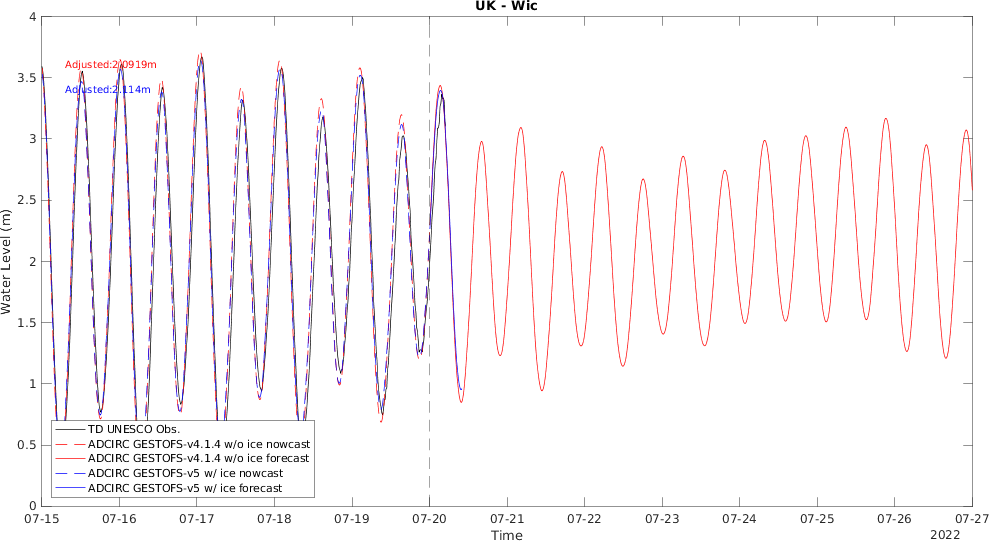 UK - Wic
4
3.5
3
2.5
2
1.5
1
0.5
0
Water Level (m)
Adjusted:2.0919m
Adjusted:2.114m
TD UNESCO Obs.
ADCIRC GESTOFS-v4.1.4 w/o ice nowcast
ADCIRC GESTOFS-v4.1.4 w/o ice forecast
ADCIRC GESTOFS-v5 w/ ice nowcast
ADCIRC GESTOFS-v5 w/ ice forecast
07-15 07-16 07-17 07-18 07-19 07-20 07-21 07-22 07-23 07-24 07-25 07-26 07-27
Time
2022